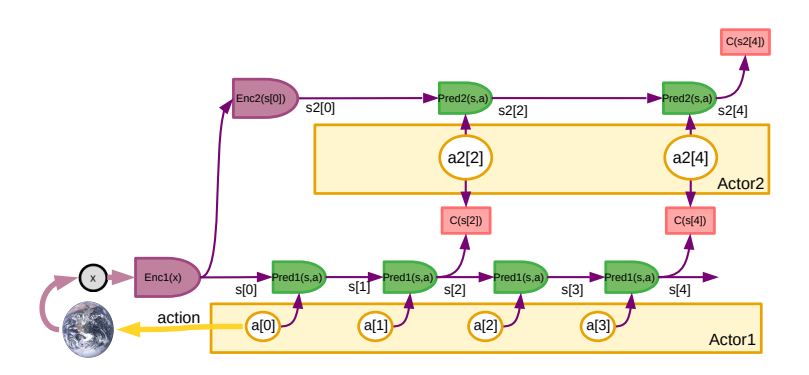 C(s2[4])
Enc2(s[0])
Pred2(s,a)
Pred2(s,a)
s2[0]
s2[2]
s2[4]
a2[2]
a2[4]
Actor2
C(s[2])
C(s[4])
x
Enc1(x)
Pred1(s,a)
Pred1(s,a)
Pred1(s,a)
Pred1(s,a)
s[0]
s[1]
s[2]
s[3]
s[4]
action
a[0]
a[1]
a[2]
a[3]
Actor1